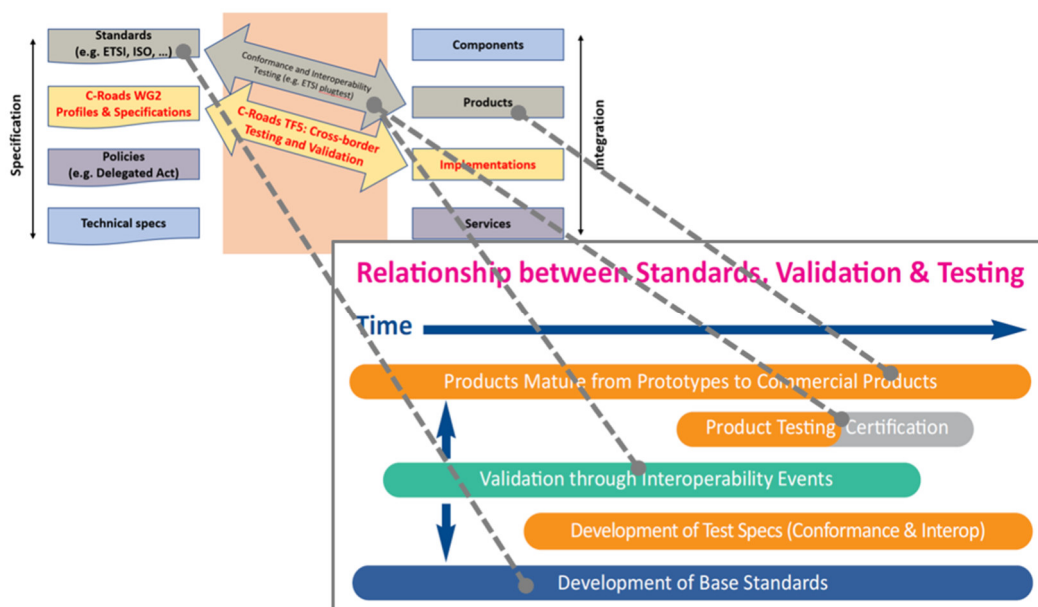 Specification
Standards
(e.g. ETSI, ISO, ...)
C-Roads WG2
Profiles & Specifications
Policies
(e.g. Delegated Act)
Technical specs
Conformance and Interoperability
Testing (e.g. ETSI plugtest)
C-Roads TF5: Cross-border
Testing and Validation
Components
Products
Implementations
Services
Integration
Relationship between Standards, Validation & Testing
Time
Products Mature from Prototypes to Commercial Products
Product Testing Certification
Validation through Interoperability Events
Development of Test Specs (Conformance & Interop)
Development of Base Standards